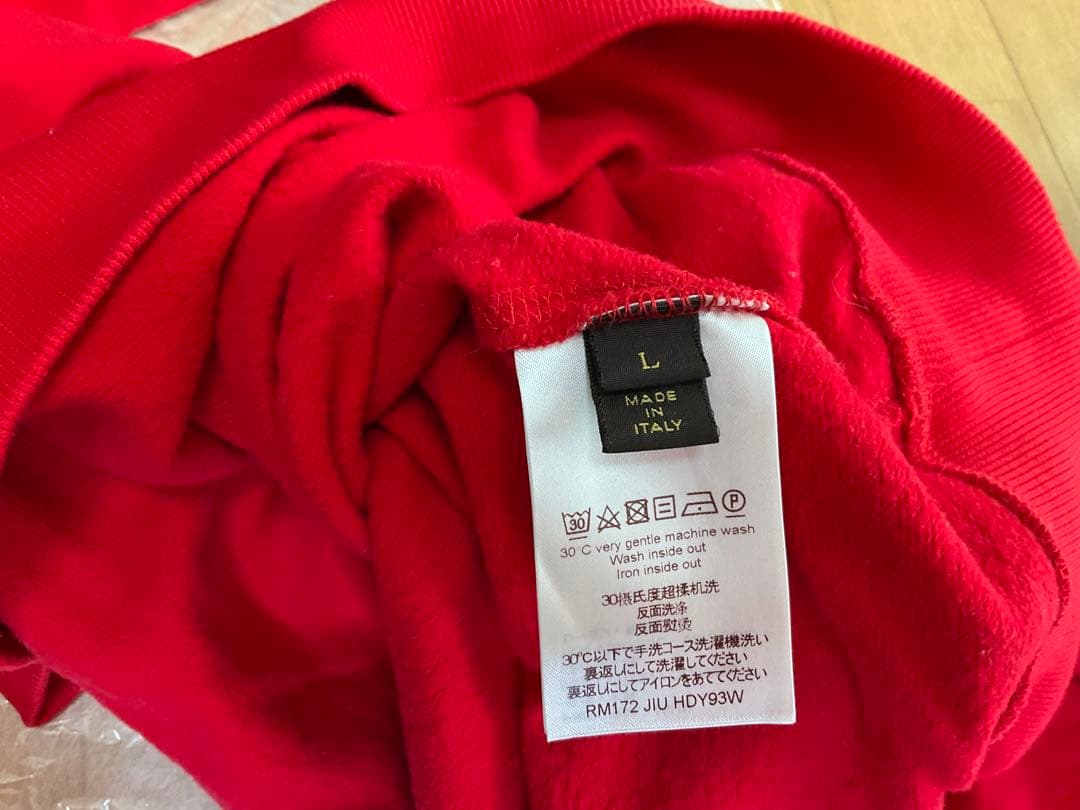 L
MADE
IN
ITALY
30 P
30°C very gentle machine wash
Wash inside out
Iron inside out
30摄氏度超揉机洗
反面洗涤
反面熨烫
30℃以下で手洗コース洗濯機洗い
裏返しにして洗濯してください
裏返しにしてアイロンをあててください
RM172 JIU HDY93W